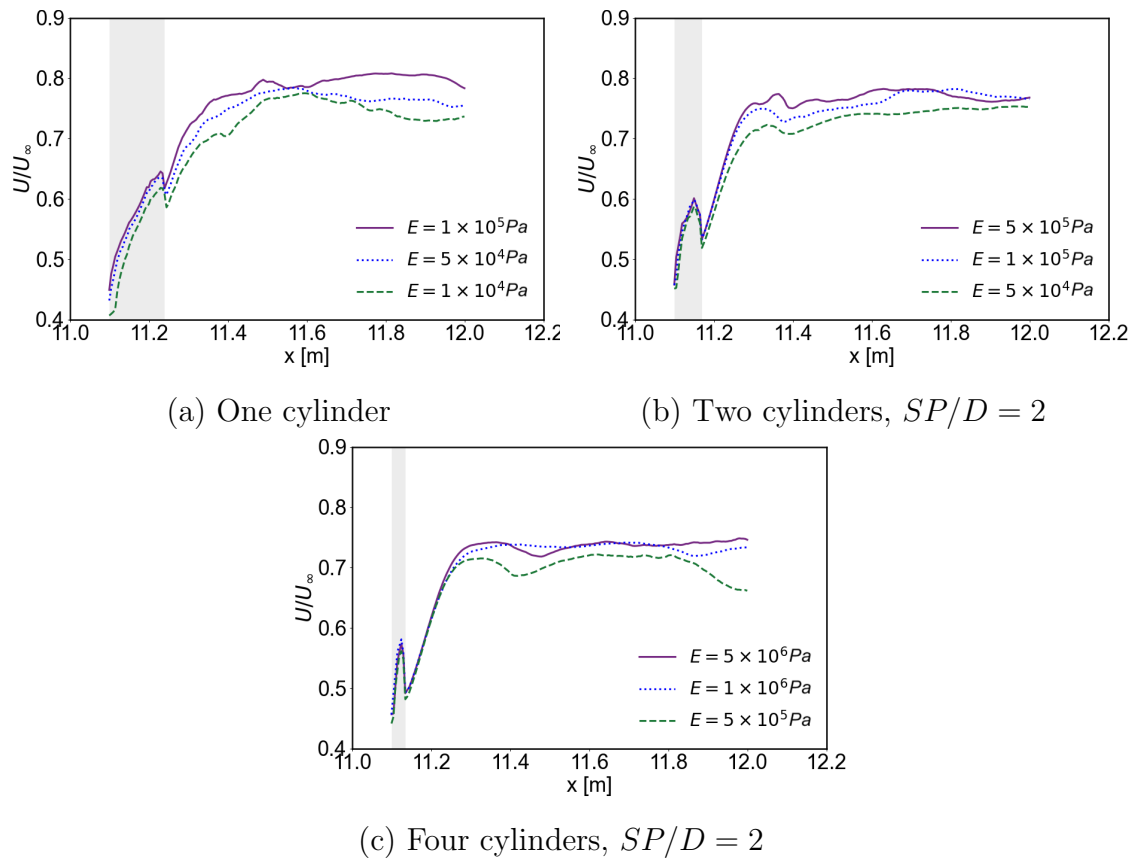 0.9
0.8
0.7
0.6
0.5
0.4
U/U∞
11.0 11.2 11.4 11.6 11.8 12.0 12.2
x [m]
E = 1 × 10⁵Pa
E = 5 × 10⁴Pa
E = 1 × 10⁴Pa
(a) One cylinder
0.9
0.8
0.7
0.6
0.5
0.4
U/U∞
11.0 11.2 11.4 11.6 11.8 12.0 12.2
x [m]
E = 5 × 10⁵Pa
E = 1 × 10⁵Pa
E = 5 × 10⁴Pa
(b) Two cylinders, SP/D = 2
0.9
0.8
0.7
0.6
0.5
0.4
U/U∞
11.0 11.2 11.4 11.6 11.8 12.0 12.2
x [m]
E = 5 × 10⁶Pa
E = 1 × 10⁶Pa
E = 5 × 10⁵Pa
(c) Four cylinders, SP/D = 2